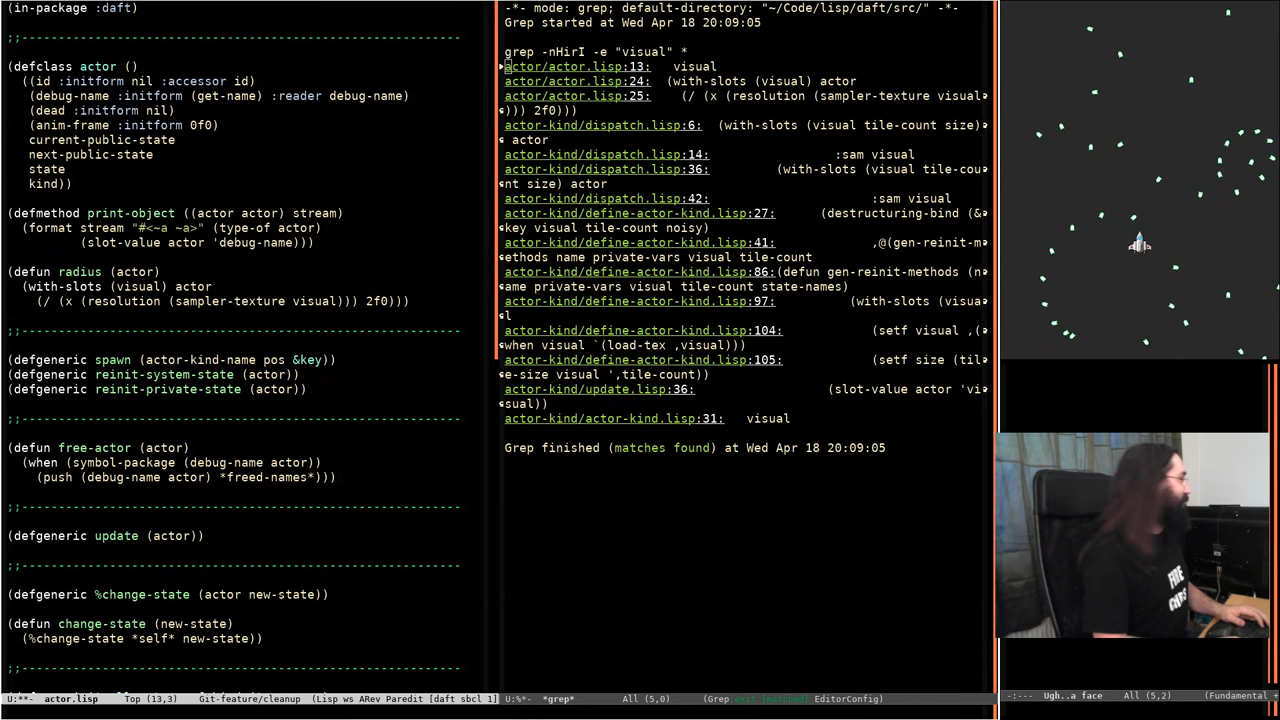 (in-package :daft)
;;------------------------------------------------------------
(defclass actor ()
((id :initform nil :accessor id)
(debug-name :initform (get-name) :reader debug-name)
(dead :initform nil)
(anim-frame :initform 0f0)
current-public-state
next-public-state
state
kind))
(defmethod print-object ((actor actor) stream)
(format stream "#<~a ~a>" (type-of actor)
(slot-value actor 'debug-name)))
(defun radius (actor)
(with-slots (visual) actor
(/ (x (resolution (sampler-texture visual))) 2f0)))
;;------------------------------------------------------------
(defgeneric spawn (actor-kind-name pos &key))
(defgeneric reinit-system-state (actor))
(defgeneric reinit-private-state (actor))
;;------------------------------------------------------------
(defun free-actor (actor)
(when (symbol-package (debug-name actor))
(push (debug-name actor) *freed-names*)))
;;------------------------------------------------------------
(defgeneric update (actor))
;;------------------------------------------------------------
(defgeneric %change-state (actor new-state))
(defun change-state (new-state)
(%change-state *self* new-state))
;;------------------------------------------------------------
U:**- actor.lisp Top (13,3) Git-feature/cleanup (Lisp ws ARev Paredit [daft sbcl 1]
-*- mode: grep; default-directory: "~/Code/lisp/daft/src/" -*-
Grep started at Wed Apr 18 20:09:05
grep -nHirI -e "visual" *
actor/actor.lisp:13: visual
actor/actor.lisp:24: (with-slots (visual) actor
actor/actor.lisp:25: (/ (x (resolution (sampler-texture visual
))) 2f0)))
actor-kind/dispatch.lisp:6: (with-slots (visual tile-count size)
actor
actor-kind/dispatch.lisp:14: :sam visual
actor-kind/dispatch.lisp:36: (with-slots (visual tile-cou
nt size) actor
actor-kind/dispatch.lisp:42: :sam visual
actor-kind/define-actor-kind.lisp:27: (destructuring-bind (&
key visual tile-count noisy)
actor-kind/define-actor-kind.lisp:41: ,@(gen-reinit-m
ethods name private-vars visual tile-count
actor-kind/define-actor-kind.lisp:86:(defun gen-reinit-methods (n
ame private-vars visual tile-count state-names)
actor-kind/define-actor-kind.lisp:97: (with-slots (visua
l
actor-kind/define-actor-kind.lisp:104: (setf visual ,(
when visual `(load-tex ,visual)))
actor-kind/define-actor-kind.lisp:105: (setf size (til
e-size visual ',tile-count))
actor-kind/update.lisp:36: (slot-value actor 'vi
sual))
actor-kind/actor-kind.lisp:31: visual
Grep finished (matches found) at Wed Apr 18 20:09:05
U:%*- *grep* All (5,0) (Grep exit [matched] EditorConfig)
FIRE
-:--- Ugh..a face All (5,2) (Fundamental +